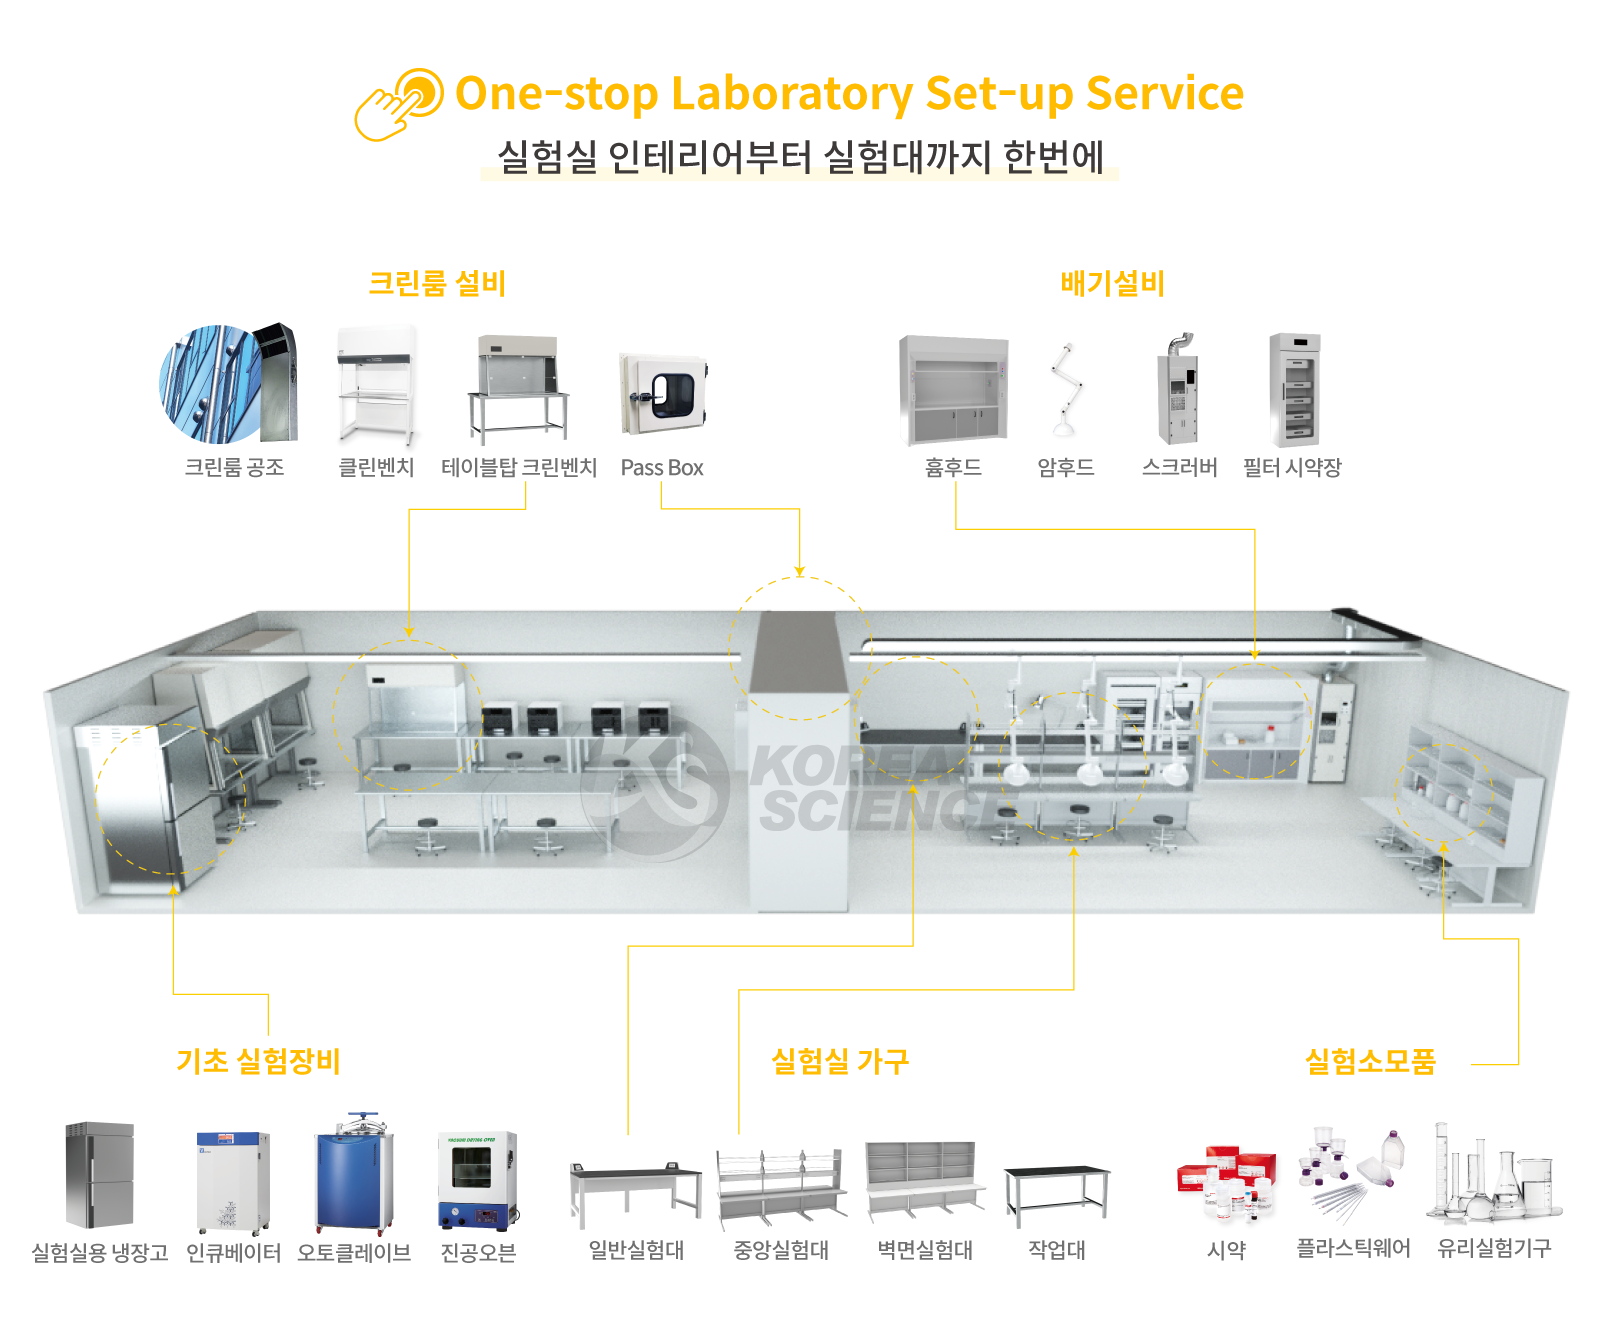 One-stop Laboratory Set-up Service
실험실 인테리어부터 실험대까지 한번에
크린룸 설비
배기설비
크린룸 공조
클린벤치
테이블탑 크린벤치
Pass Box
흄후드
암후드
스크러버
필터 시약장
KOREA
SCIENCE
기초 실험장비
실험실 가구
실험소모품
VACUUM DRYING OVEN
실험실용 냉장고
인큐베이터
오토클레이브
진공오븐
일반실험대
중앙실험대
벽면실험대
작업대
시약
플라스틱웨어
유리실험기구